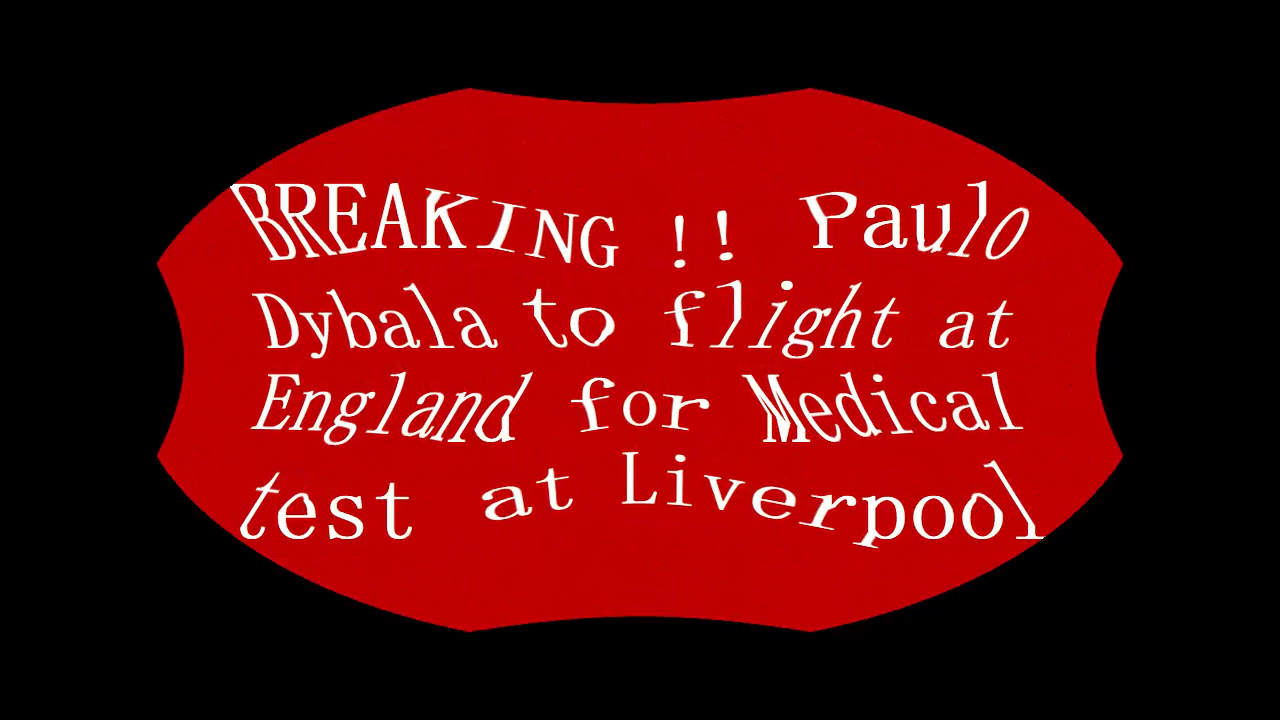 BREAKING !! Paulo
Dybala to flight at
England for Medical
test at Liverpool